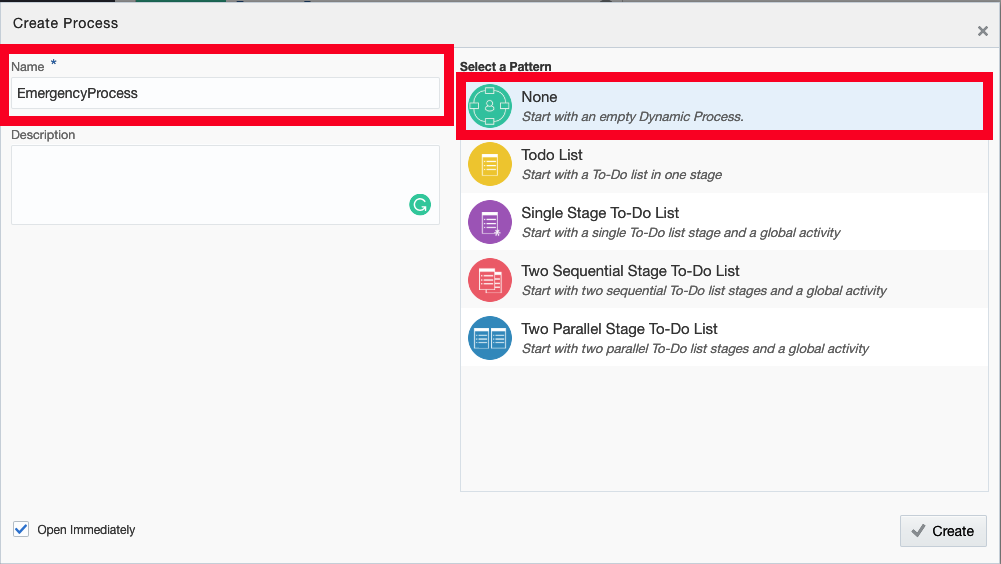 Create Process
Name *
EmergencyProcess
Description
Select a Pattern
None
Start with an empty Dynamic Process.
Todo List
Start with a To-Do list in one stage
Single Stage To-Do List
Start with a single To-Do list stage and a global activity
Two Sequential Stage To-Do List
Start with two sequential To-Do list stages and a global activity
Two Parallel Stage To-Do List
Start with two parallel To-Do list stages and a global activity
Open Immediately
Create